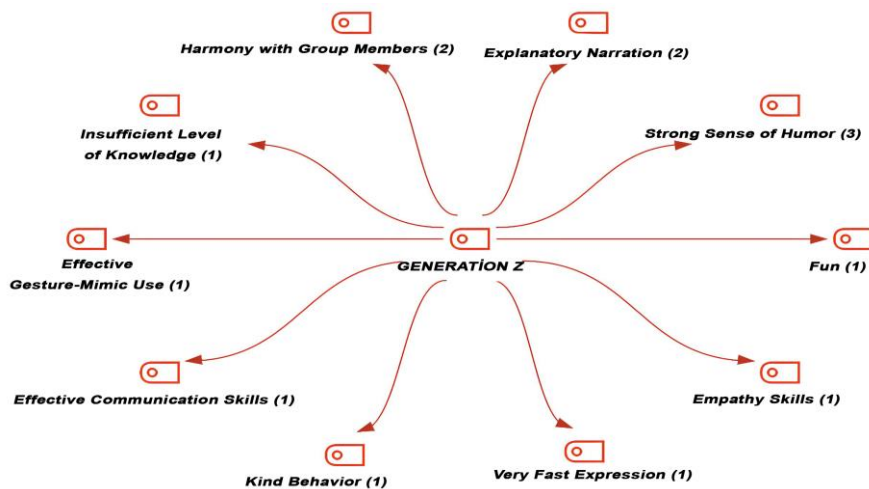 Harmony with Group Members (2)
Explanatory Narration (2)
Insufficient Level
of Knowledge (1)
Strong Sense of Humor (3)
Effective
Gesture-Mimic Use (1)
GENERATİON Z
Fun (1)
Effective Communication Skills (1)
Empathy Skills (1)
Kind Behavior (1)
Very Fast Expression (1)